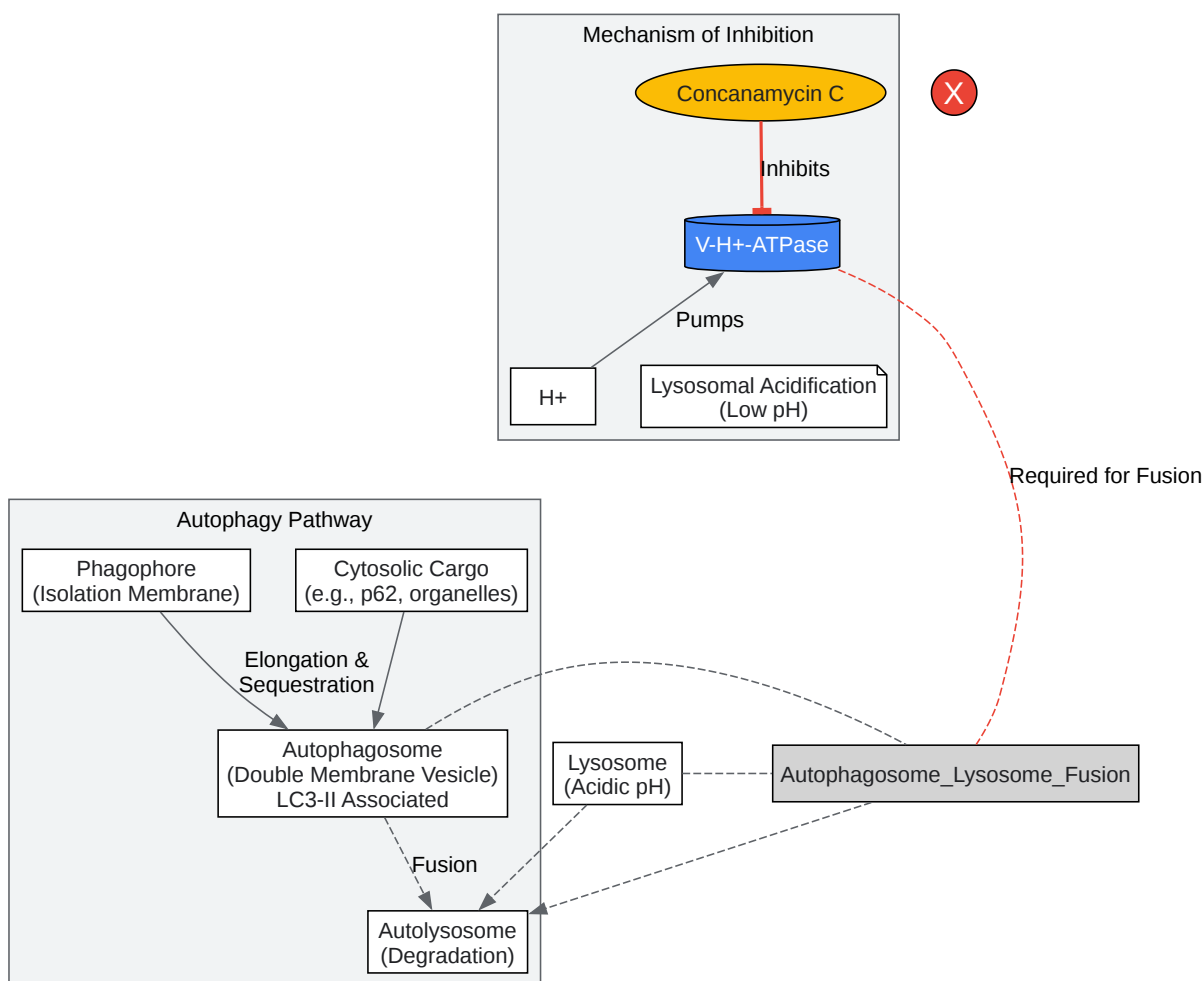 Mechanism of Inhibition
Concanamycin C
X
Inhibits
V-H+-ATPase
Pumps
H+
Lysosomal Acidification
(Low pH)
Required for Fusion
Autophagy Pathway
Phagophore
(Isolation Membrane)
Cytosolic Cargo
(e.g., p62, organelles)
Elongation &
Sequestration
Autophagosome
(Double Membrane Vesicle)
LC3-II Associated
Lysosome
(Acidic pH)
Autophagosome_Lysosome_Fusion
Fusion
Autolysosome
(Degradation)